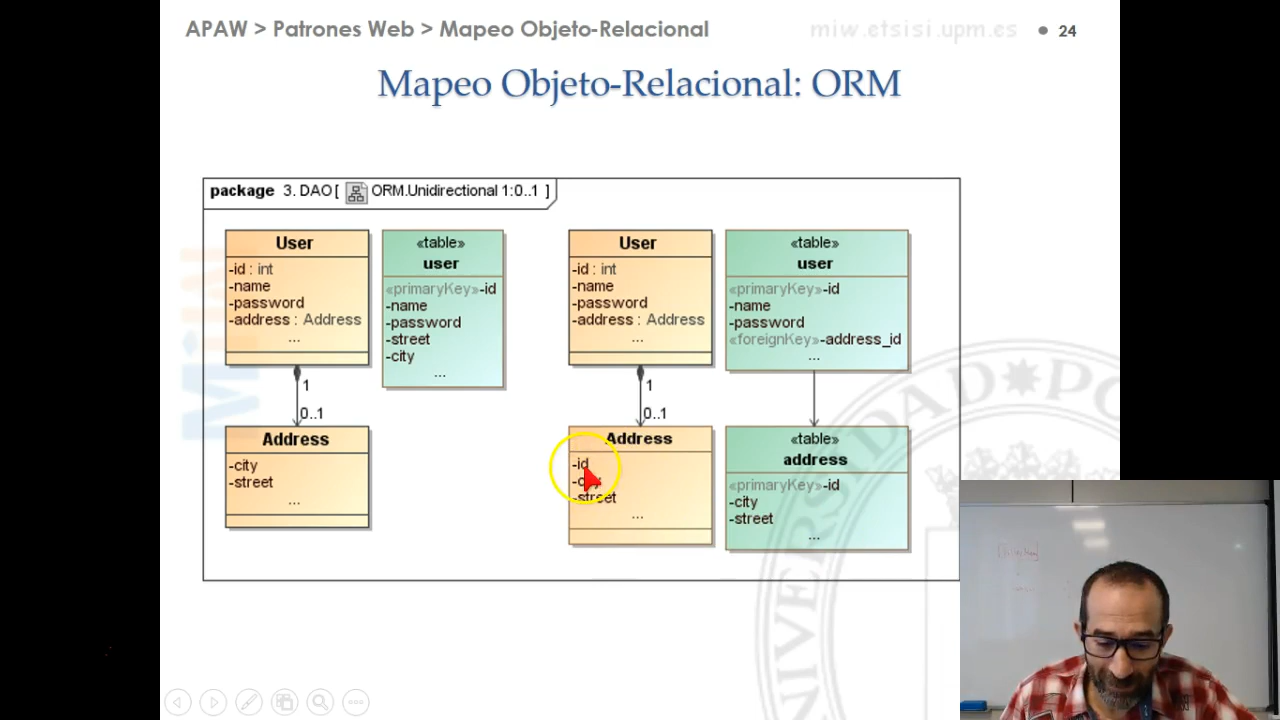 APAW > Patrones Web > Mapeo Objeto-Relacional
miw.etsisi.upm.es
24
Mapeo Objeto-Relacional: ORM
package 3. DAO [ ORM.Unidirectional 1:0..1 ]
User
-id : int
-name
-password
-address : Address
...
«table»
user
«primaryKey»-id
-name
-password
-street
-city
...
User
-id : int
-name
-password
-address : Address
...
«table»
user
«primaryKey»-id
-name
-password
«foreignKey»-address_id
...
1
0..1
1
0..1
Address
-city
-street
...
Address
-id
-city
-street
...
«table»
address
«primaryKey»-id
-city
-street
...